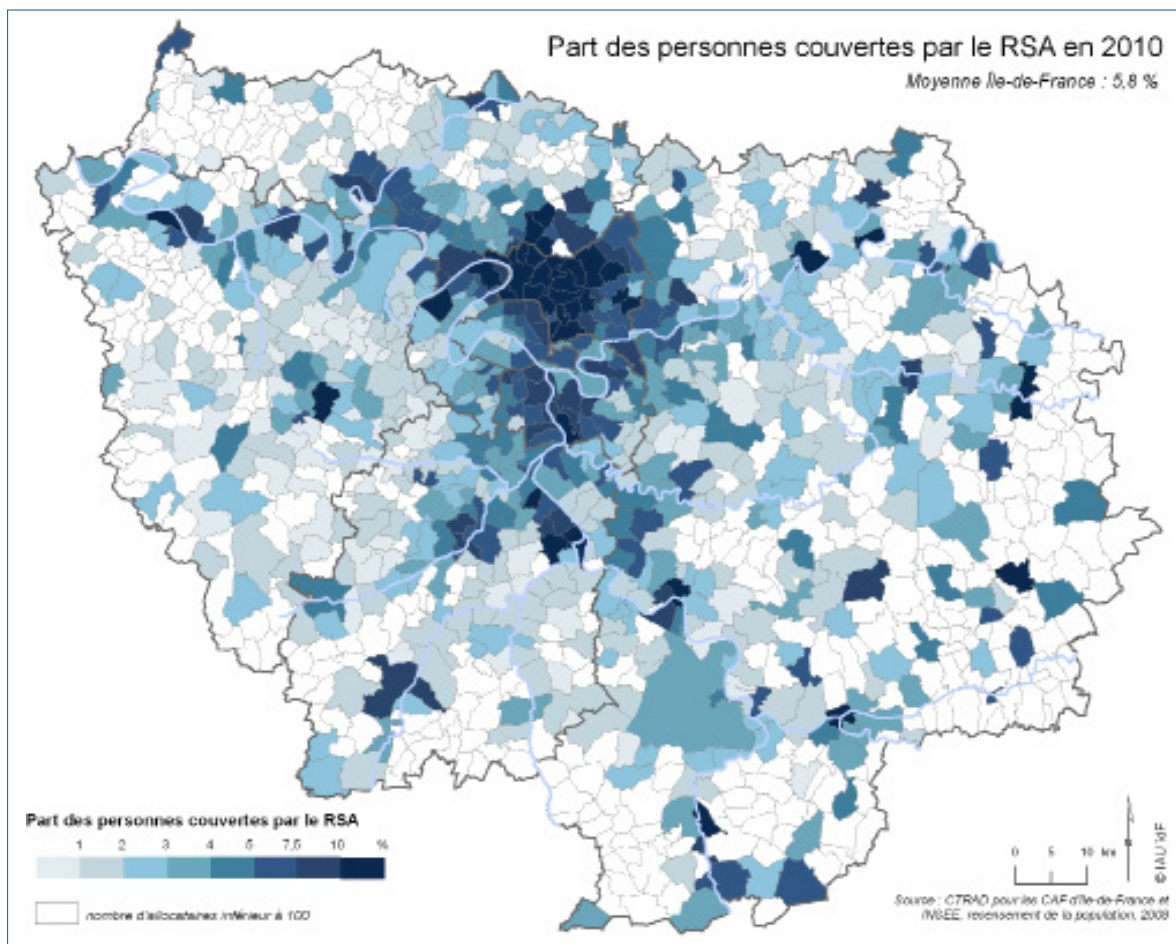 Part des personnes couvertes par le RSA en 2010
Moyenne Île-de-France : 5,8 %
Part des personnes couvertes par le RSA
1 2 3 4 5 7,5 10 %
nombre d'allocataires inférieur à 100
0 5 10 km
© IAU îdF
Source : CTRAD pour les CAF d'Ile-de-France et
INSEE, recensement de la population, 2009